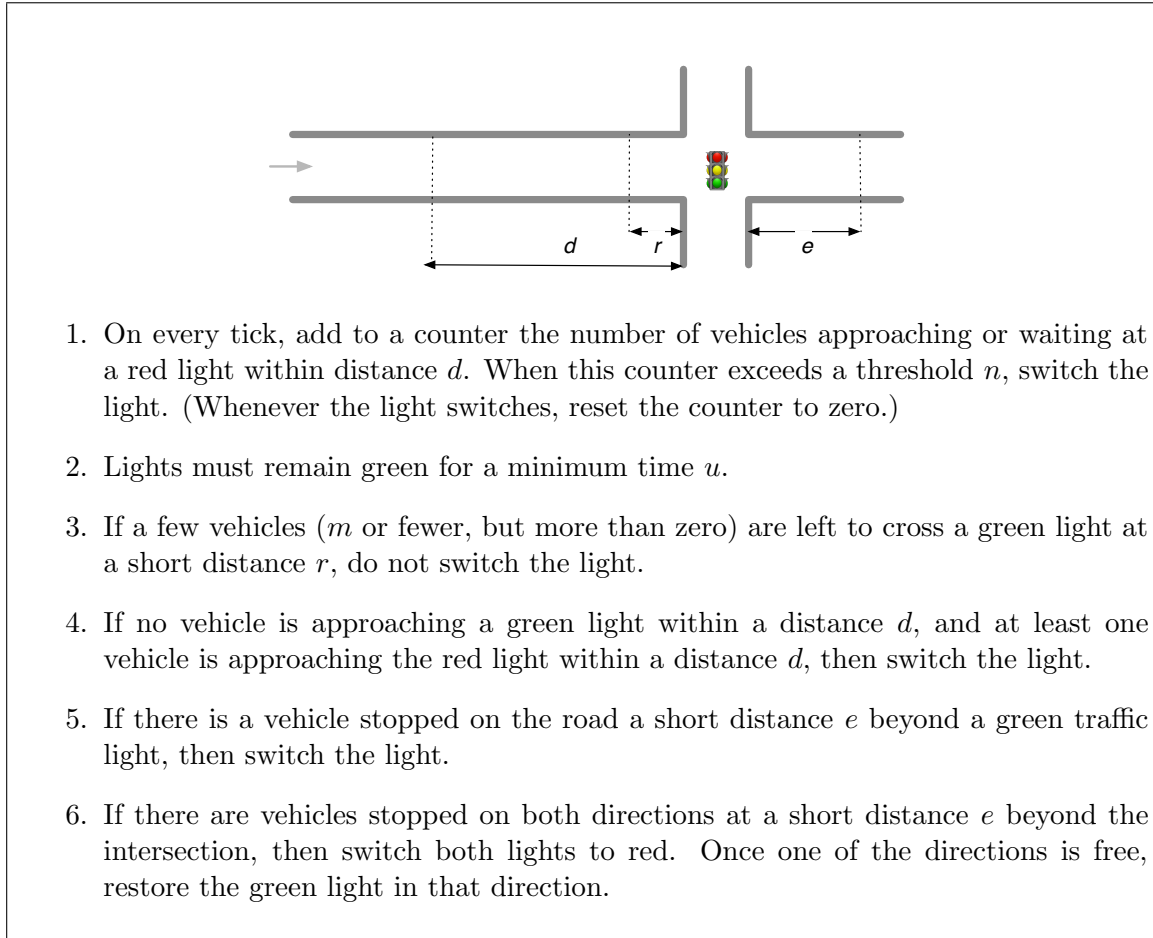 d
r
e
1. On every tick, add to a counter the number of vehicles approaching or waiting at
a red light within distance d. When this counter exceeds a threshold n, switch the
light. (Whenever the light switches, reset the counter to zero.)
2. Lights must remain green for a minimum time u.
3. If a few vehicles (m or fewer, but more than zero) are left to cross a green light at
a short distance r, do not switch the light.
4. If no vehicle is approaching a green light within a distance d, and at least one
vehicle is approaching the red light within a distance d, then switch the light.
5. If there is a vehicle stopped on the road a short distance e beyond a green traffic
light, then switch the light.
6. If there are vehicles stopped on both directions at a short distance e beyond the
intersection, then switch both lights to red. Once one of the directions is free,
restore the green light in that direction.